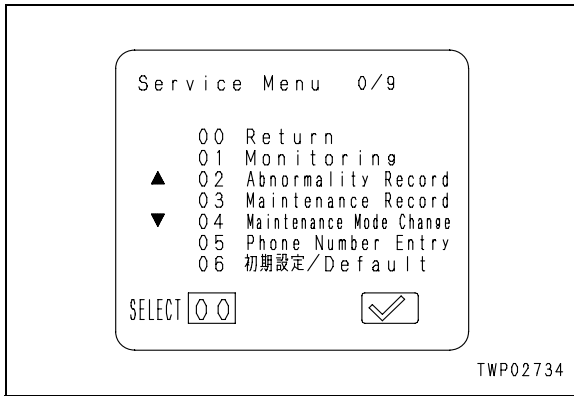 Service Menu 0/9
00 Return
01 Monitoring
▲ 02 Abnormality Record
03 Maintenance Record
▼ 04 Maintenance Mode Change
05 Phone Number Entry
06 初期設定/Default
SELECT 00
TWP02734